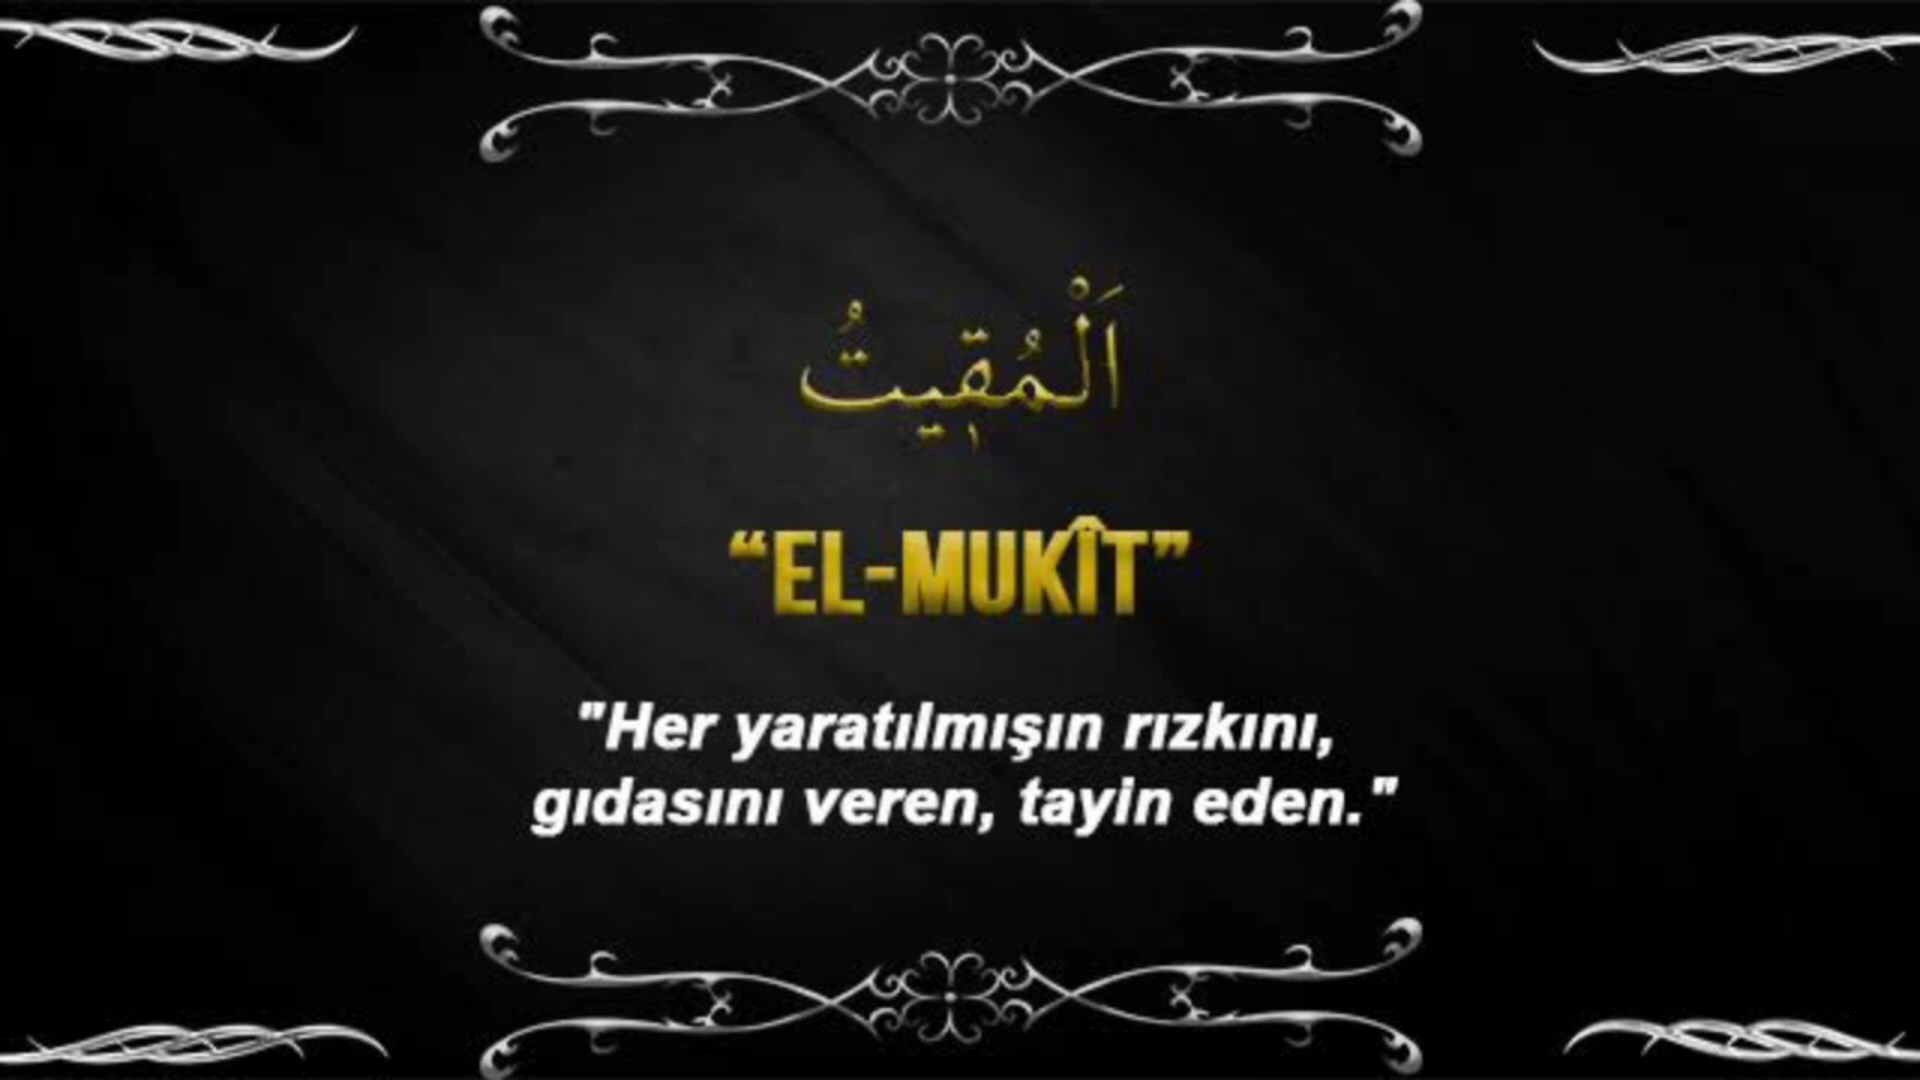 اَلْمُقٖيتُ
“EL-MUKÎT”
"Her yaratılmışın rızkını,
gıdasını veren, tayin eden."